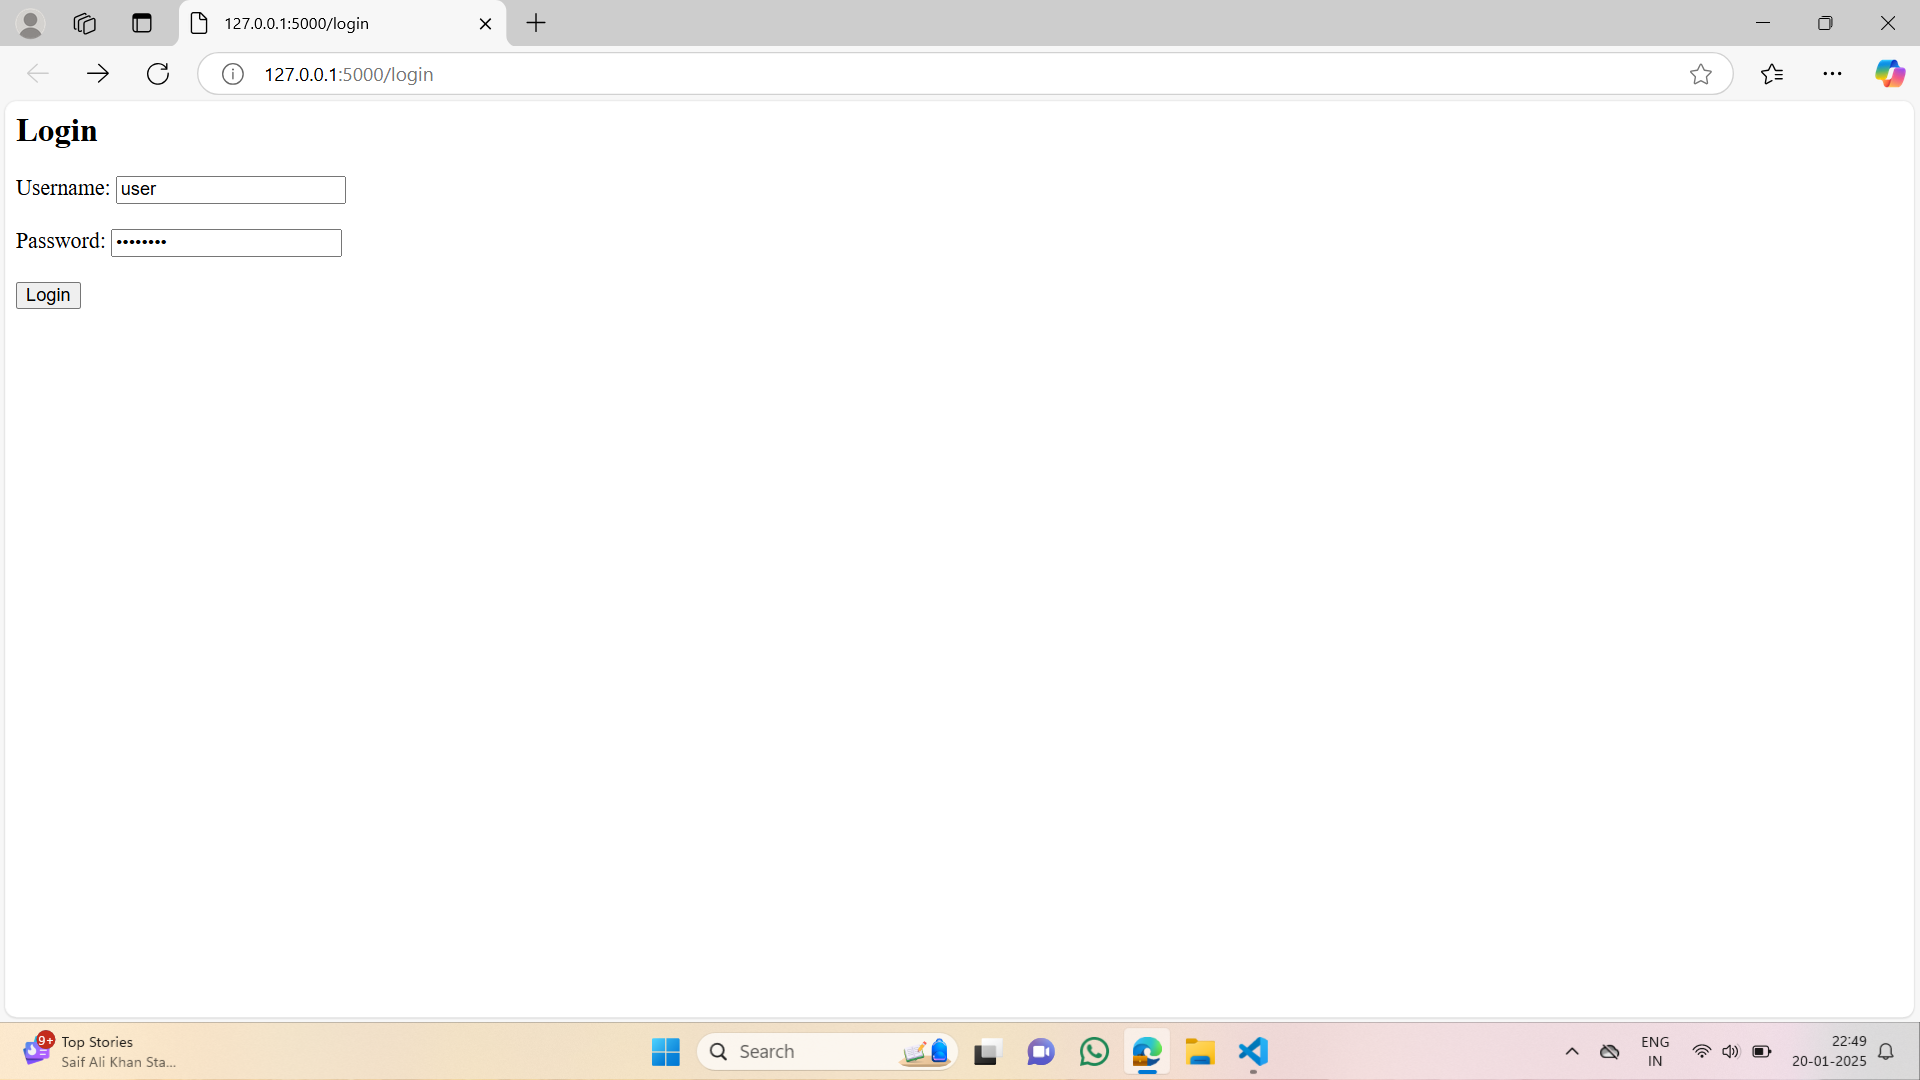 127.0.0.1:5000/login
127.0.0.1:5000/login
Login
Username: user
Password: ••••••••
Login
9+
Top Stories
Saif Ali Khan Sta...
Search
ENG
IN
22:49
20-01-2025